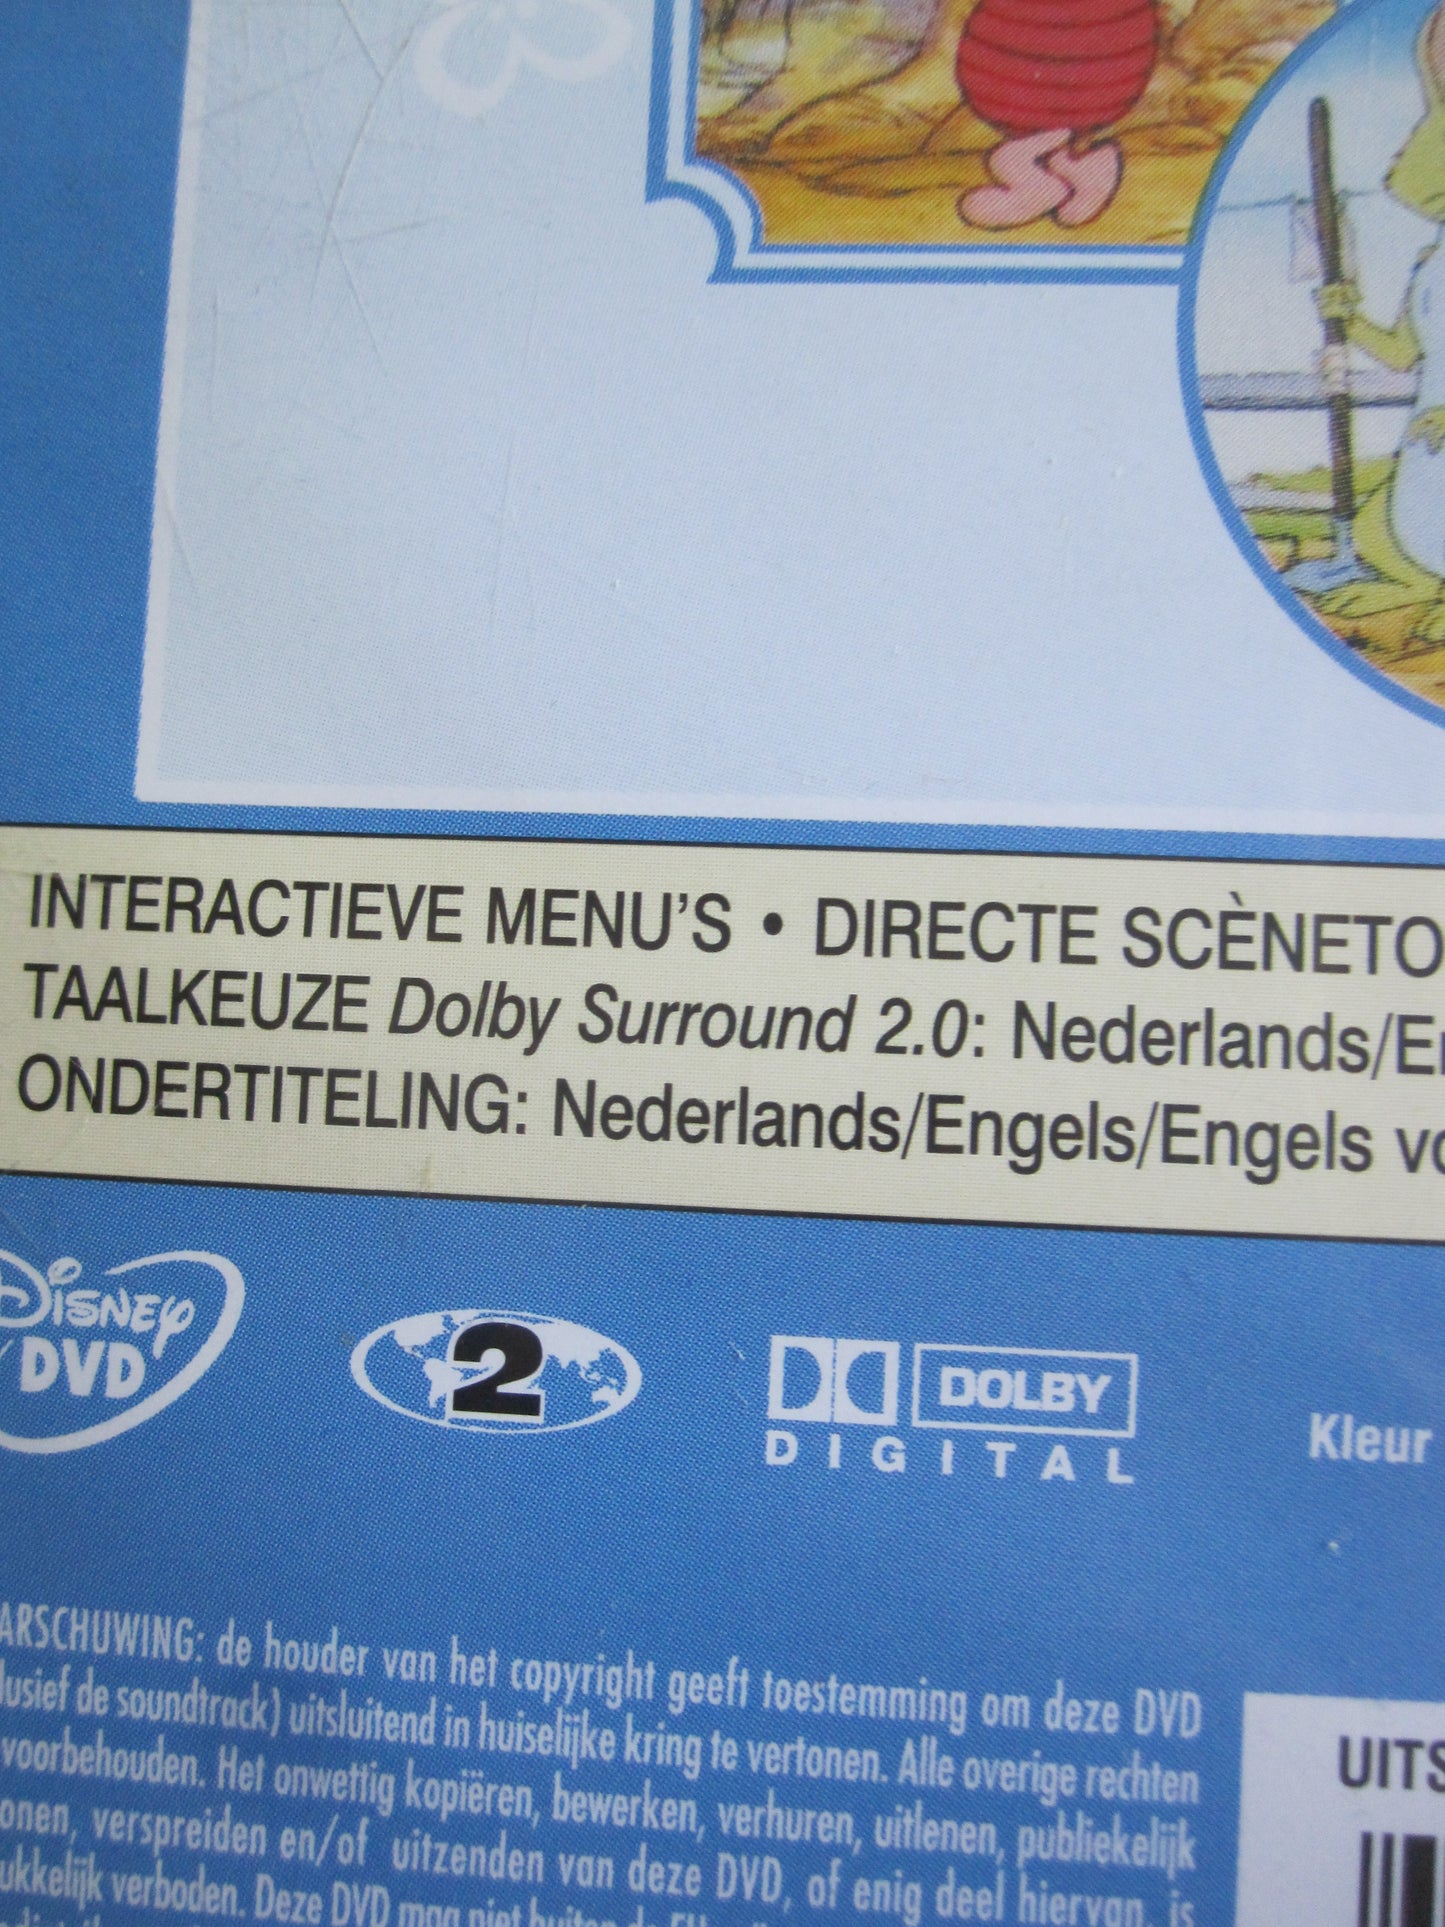 INTERACTIEVE MENU'S • DIRECTE SCÈNETO
TAALKEUZE Dolby Surround 2.0: Nederlands/E
ONDERTITELING: Nederlands/Engels/Engels vo
DISNEY
DVD
2
DOLBY
DIGITAL
Kleur
ARSCHUWING: de houder van het copyright geeft toestemming om deze DVD
lusief de soundtrack) uitsluitend in huiselijke kring te vertonen. Alle overige rechten
voorbehouden. Het onwettig kopiëren, bewerken, verhuren, uitlenen, publiekelijk
onen, verspreiden en/of uitzenden van deze DVD, of enig deel hiervan, is
ukkelijk verboden. Deze DVD mag niet buiten de EU
UITS